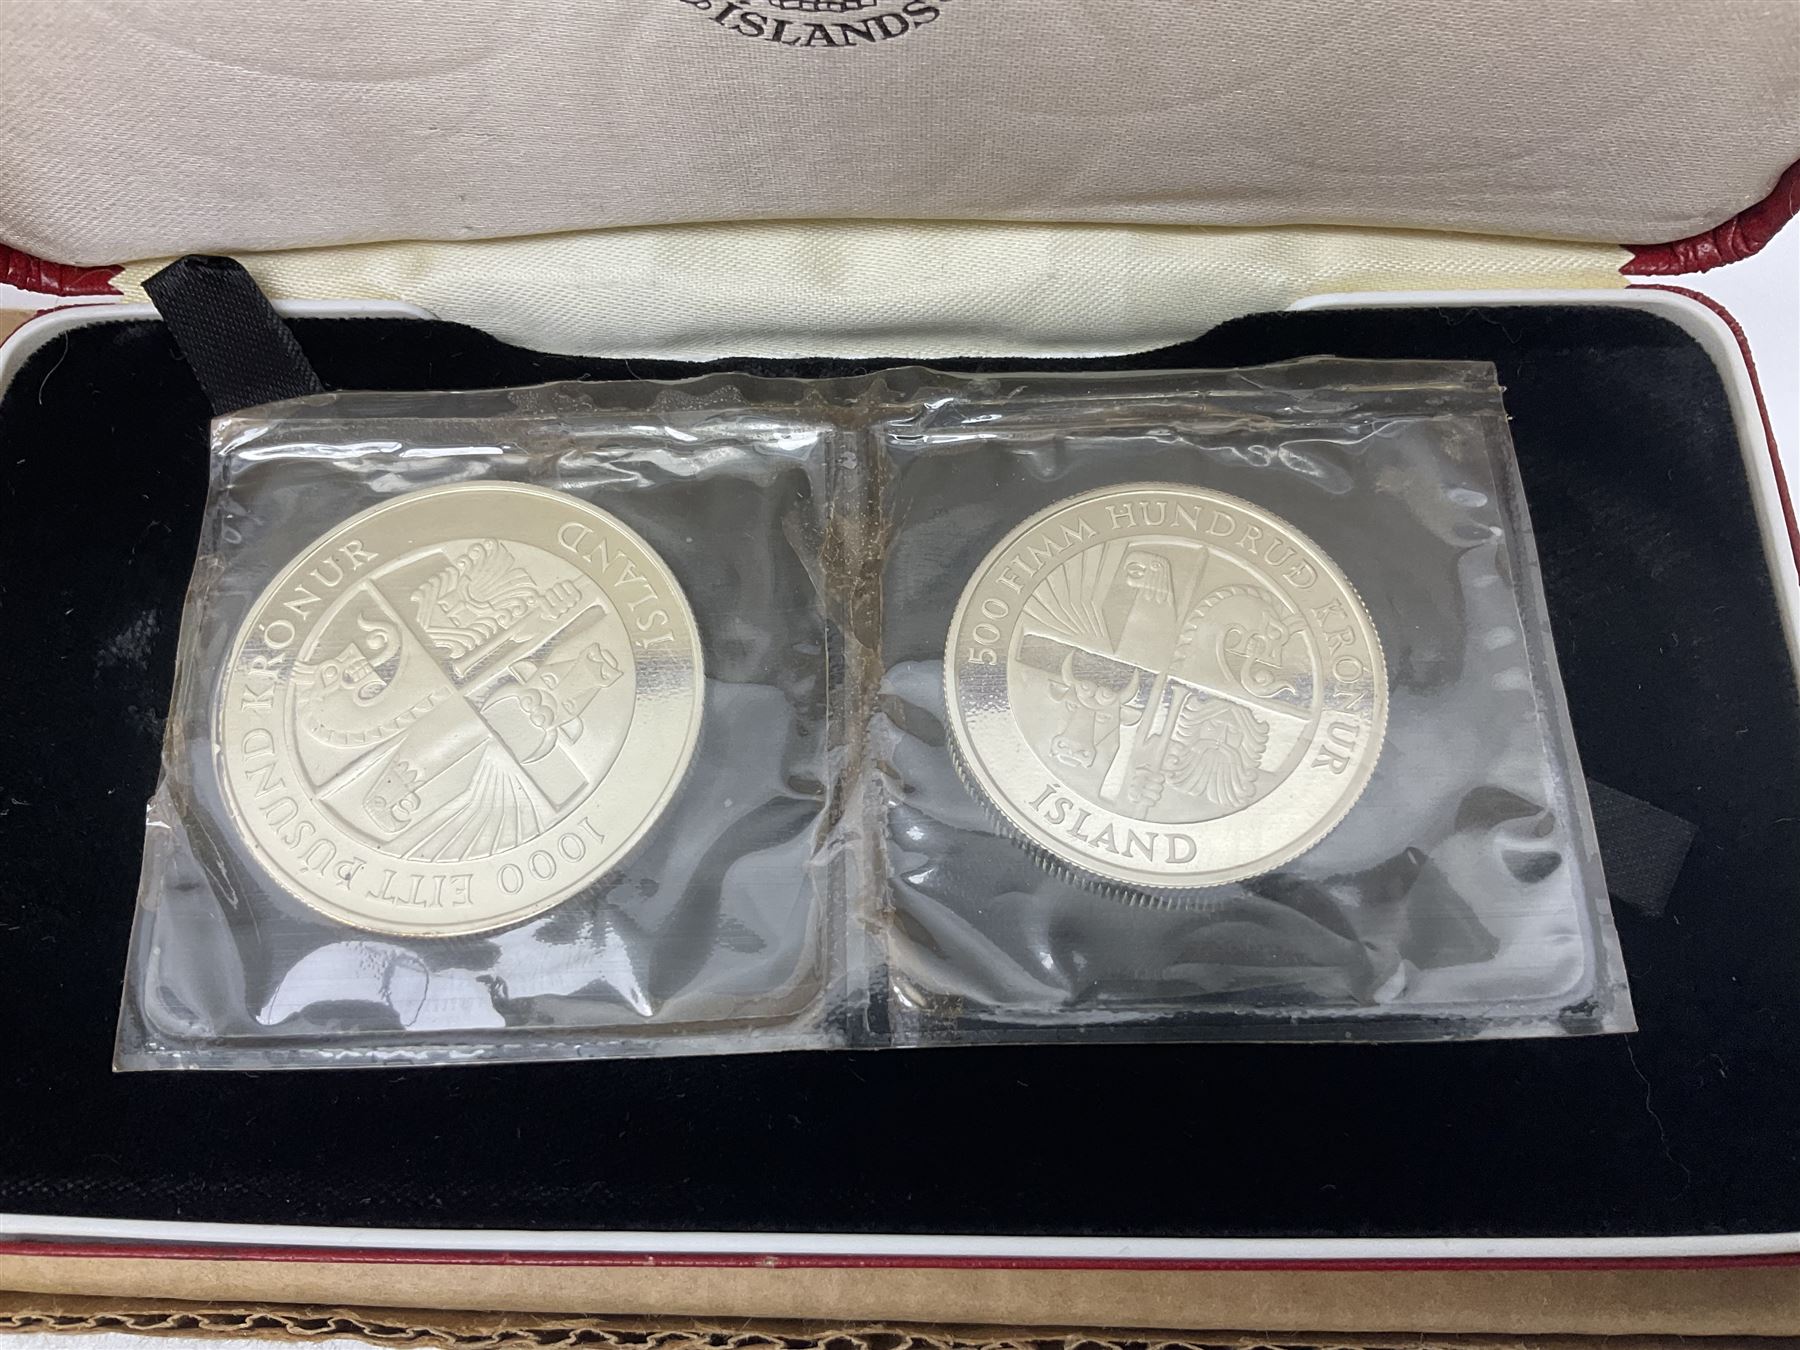 ÍSLANDS
1000 EITT ÞÚSUND KRÓNUR
ÍSLAND
500 FIMM HUNDRUÐ KRÓNUR
ÍSLAND